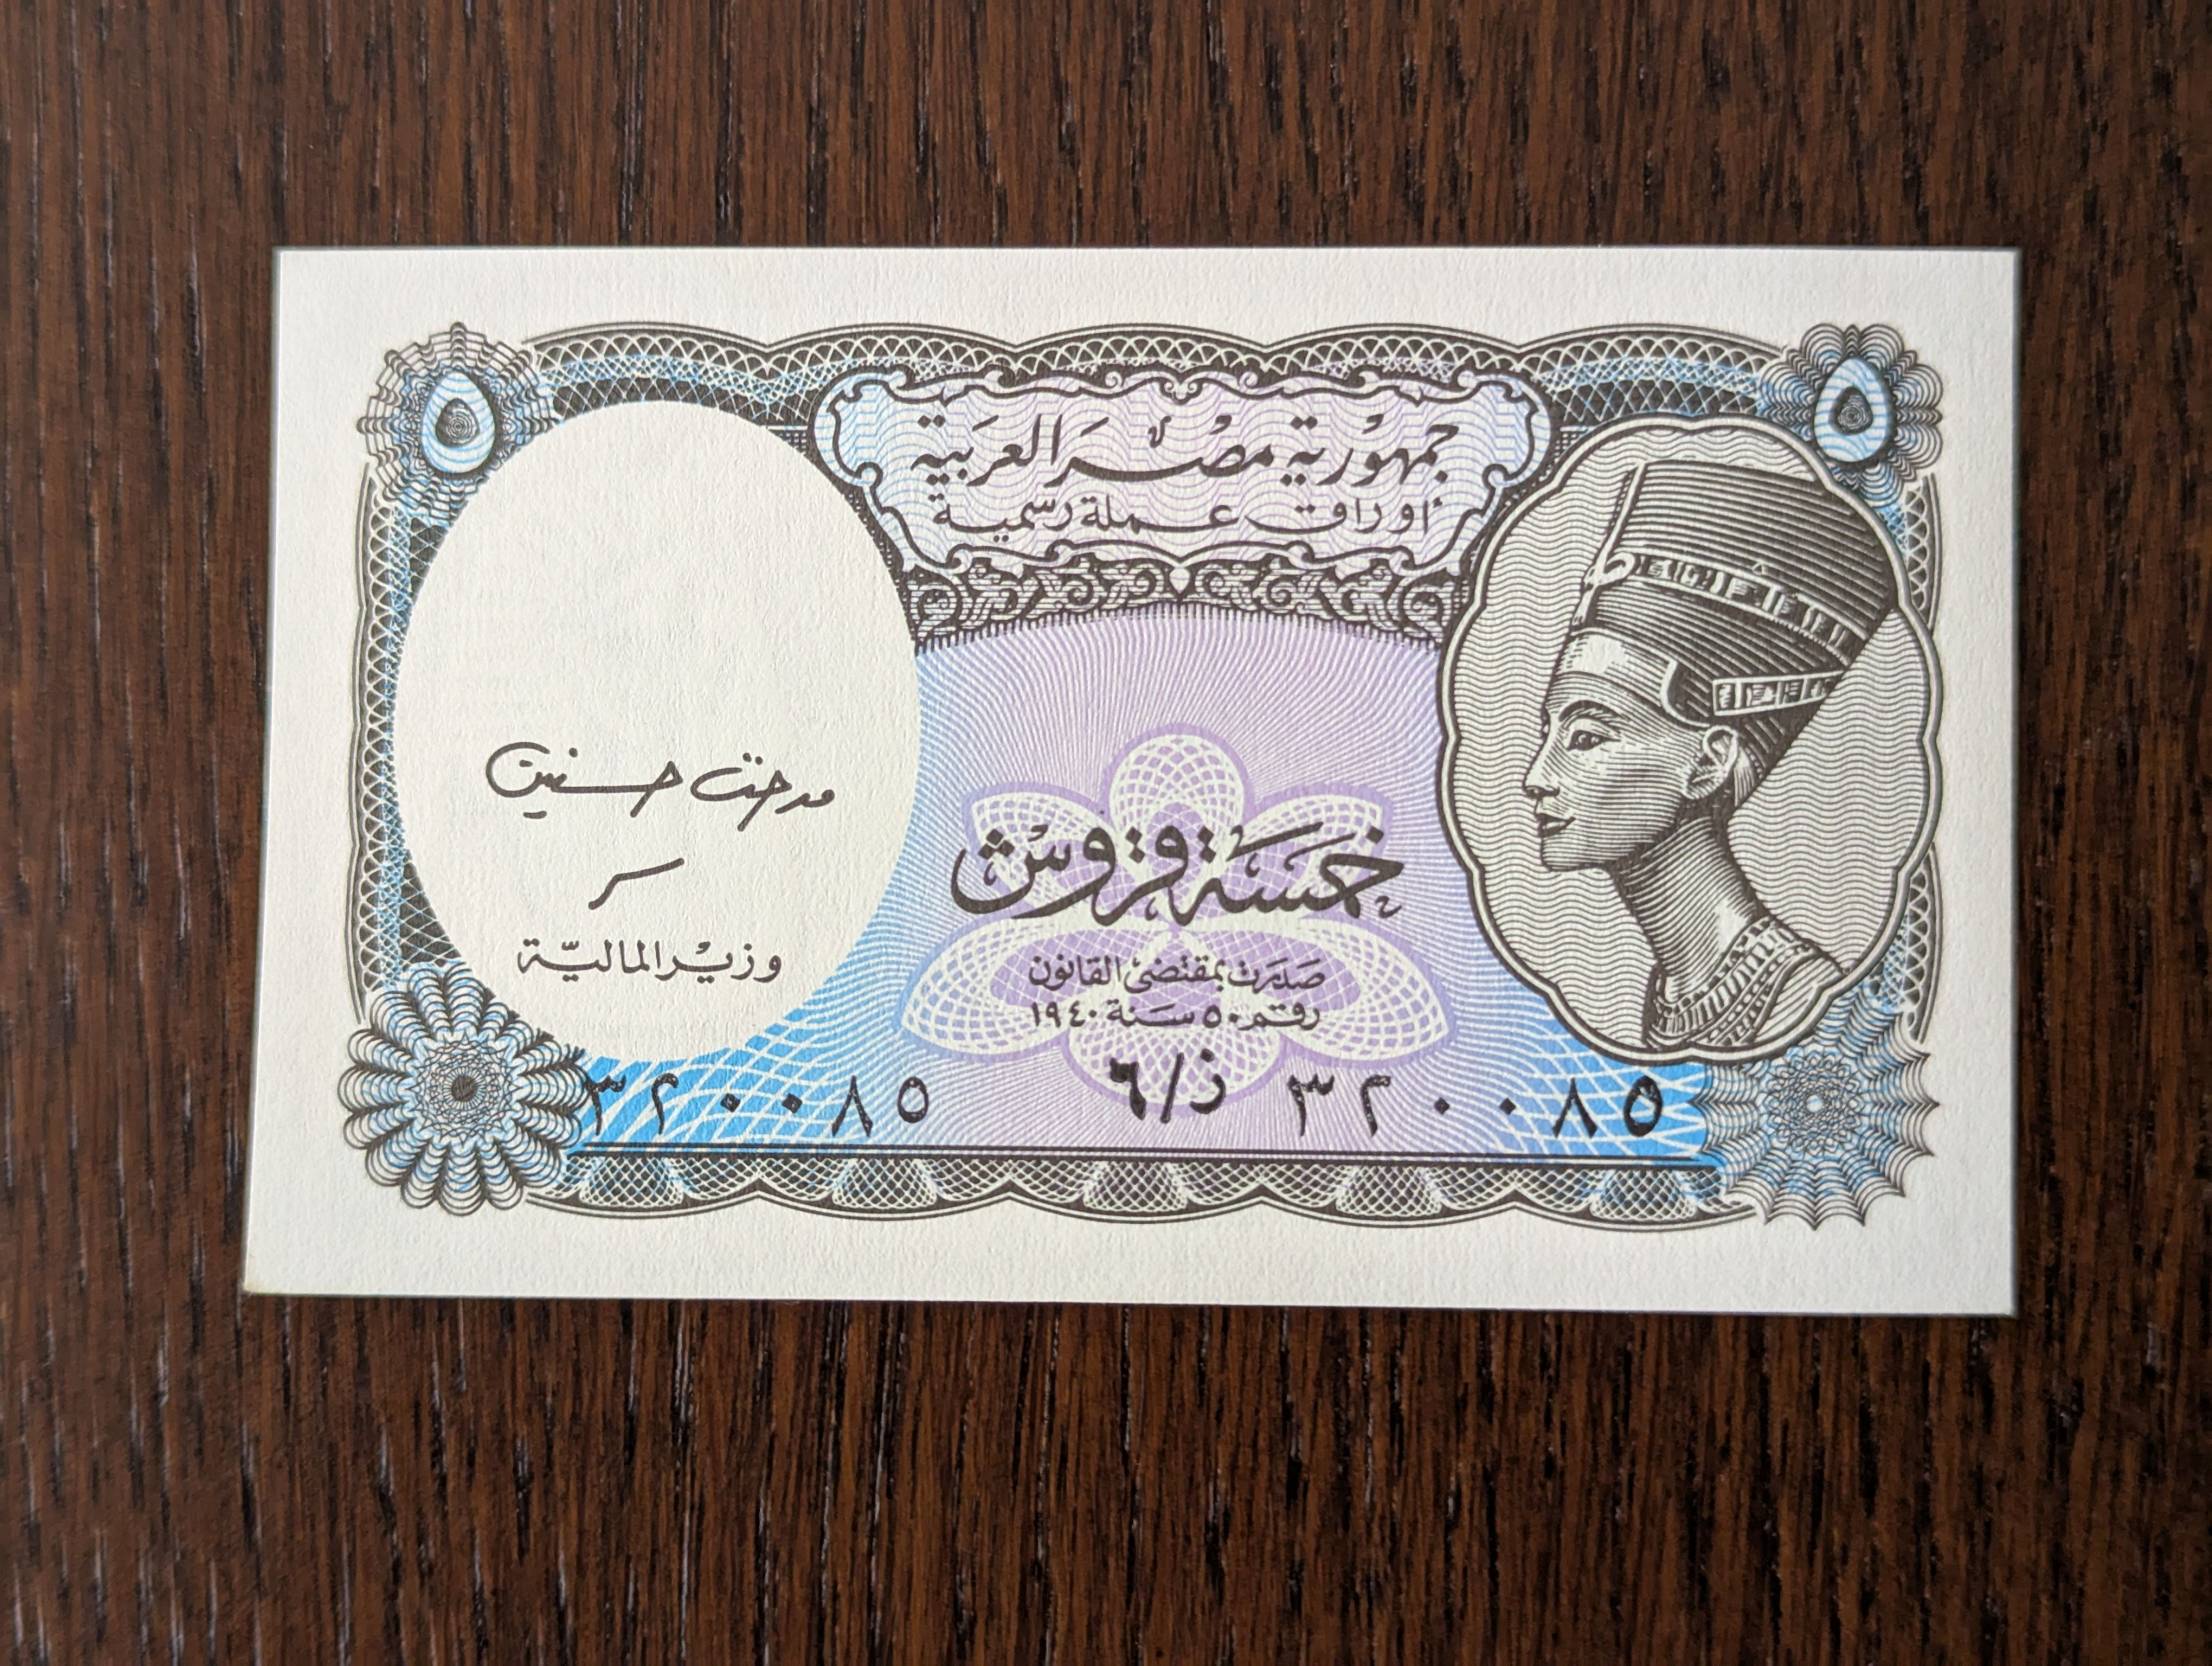 ٥
٥
جمهورية مصر العربية
أوراق عملة رسمية
مدحت حسنين
وزير المالية
خمسة قروش
صدرت بمقتضى القانون
رقم ٥٠ سنة ١٩٤٠
٣٢٠٠٨٥ ٦/ز ٣٢٠٠٨٥